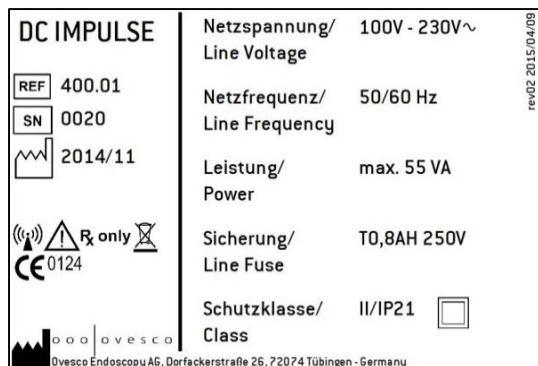 DC IMPULSE
REF 400.01
SN 0020
2014/11
Rx only
CE 0124
ovesco
Netzspannung/ 100V - 230V~
Line Voltage
Netzfrequenz/ 50/60 Hz
Line Frequency
Leistung/ max. 55 VA
Power
Sicherung/ T0,8AH 250V
Line Fuse
Schutzklasse/ II/IP21
Class
Ovesco Endoscopy AG, Dorfackerstraße 26, 72074 Tübingen - Germany
rev02 2015/04/09